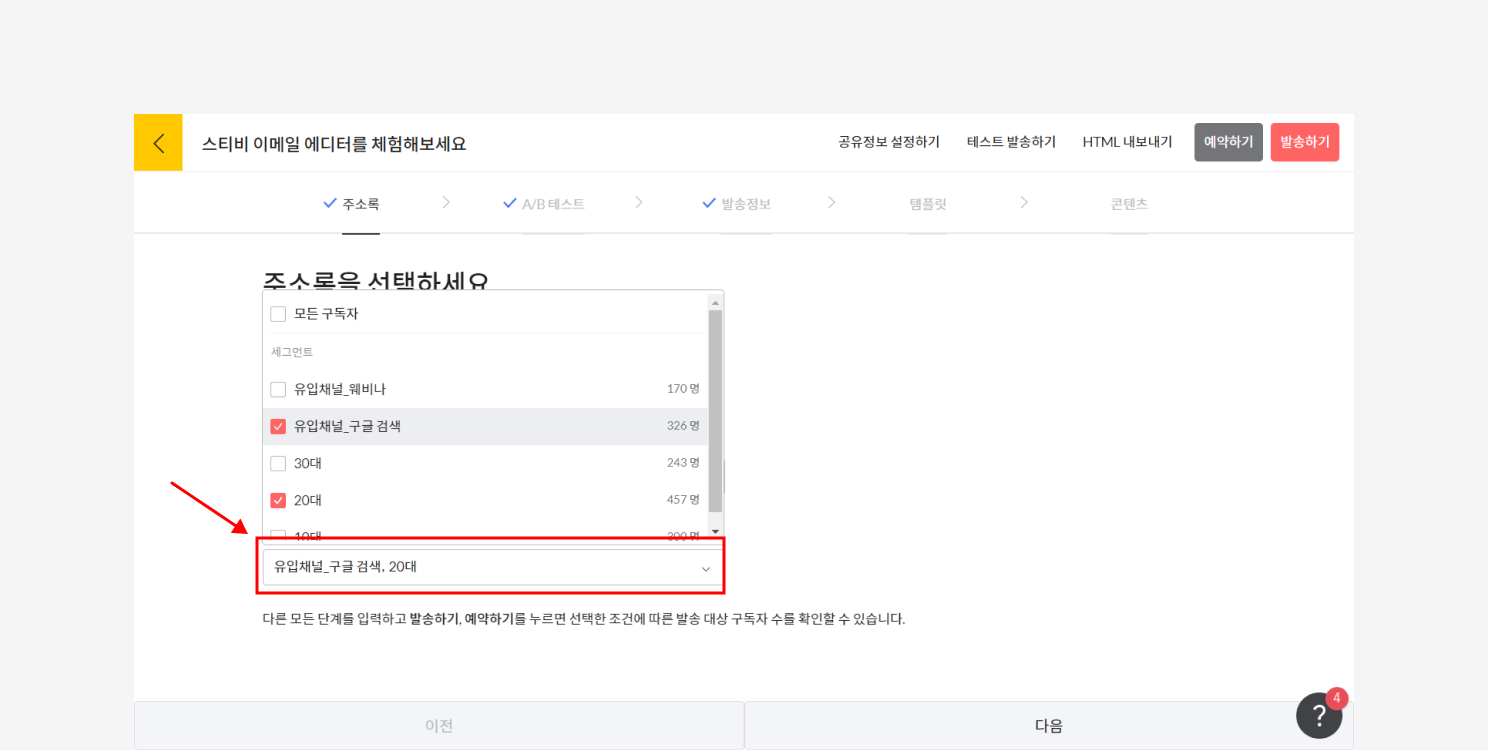 스티비 이메일 에디터를 체험해보세요
공유정보 설정하기 테스트 발송하기 HTML 내보내기 예약하기 발송하기
주소록 A/B 테스트 발송정보 템플릿 콘텐츠
주소록을 선택하세요
모든 구독자
세그먼트
유입채널_웨비나 170 명
유입채널_구글 검색 326 명
30대 243 명
20대 457 명
10대 300 명
유입채널_구글 검색, 20대
다른 모든 단계를 입력하고 발송하기, 예약하기를 누르면 선택한 조건에 따른 발송 대상 구독자 수를 확인할 수 있습니다.
이전 다음
? 4